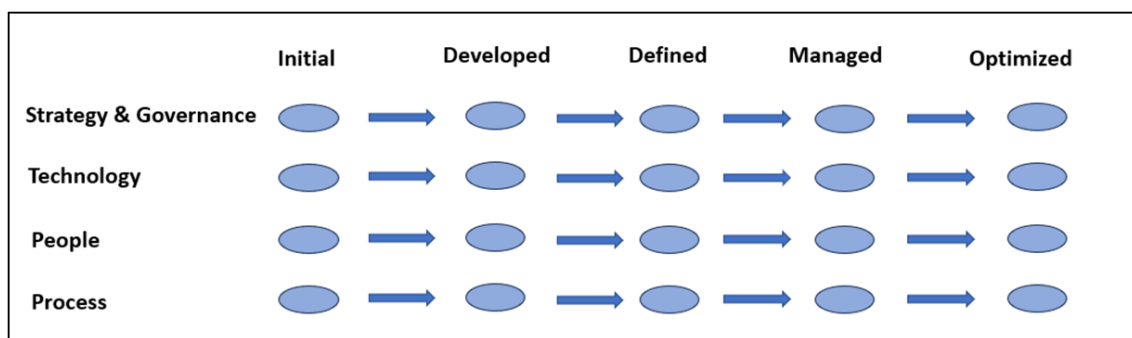 Initial Developed Defined Managed Optimized
Strategy & Governance
Technology
People
Process